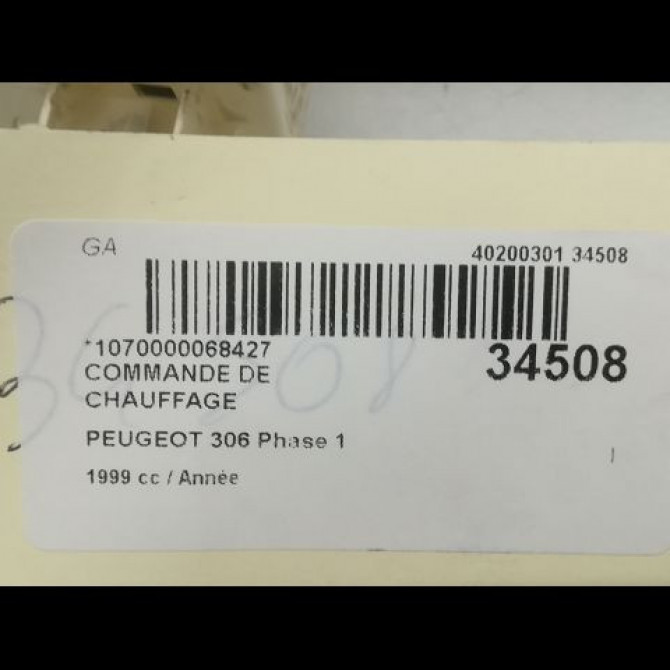 GA
40200301 34508
*1070000068427
34508
COMMANDE DE
CHAUFFAGE
PEUGEOT 306 Phase 1
1999 cc / Année